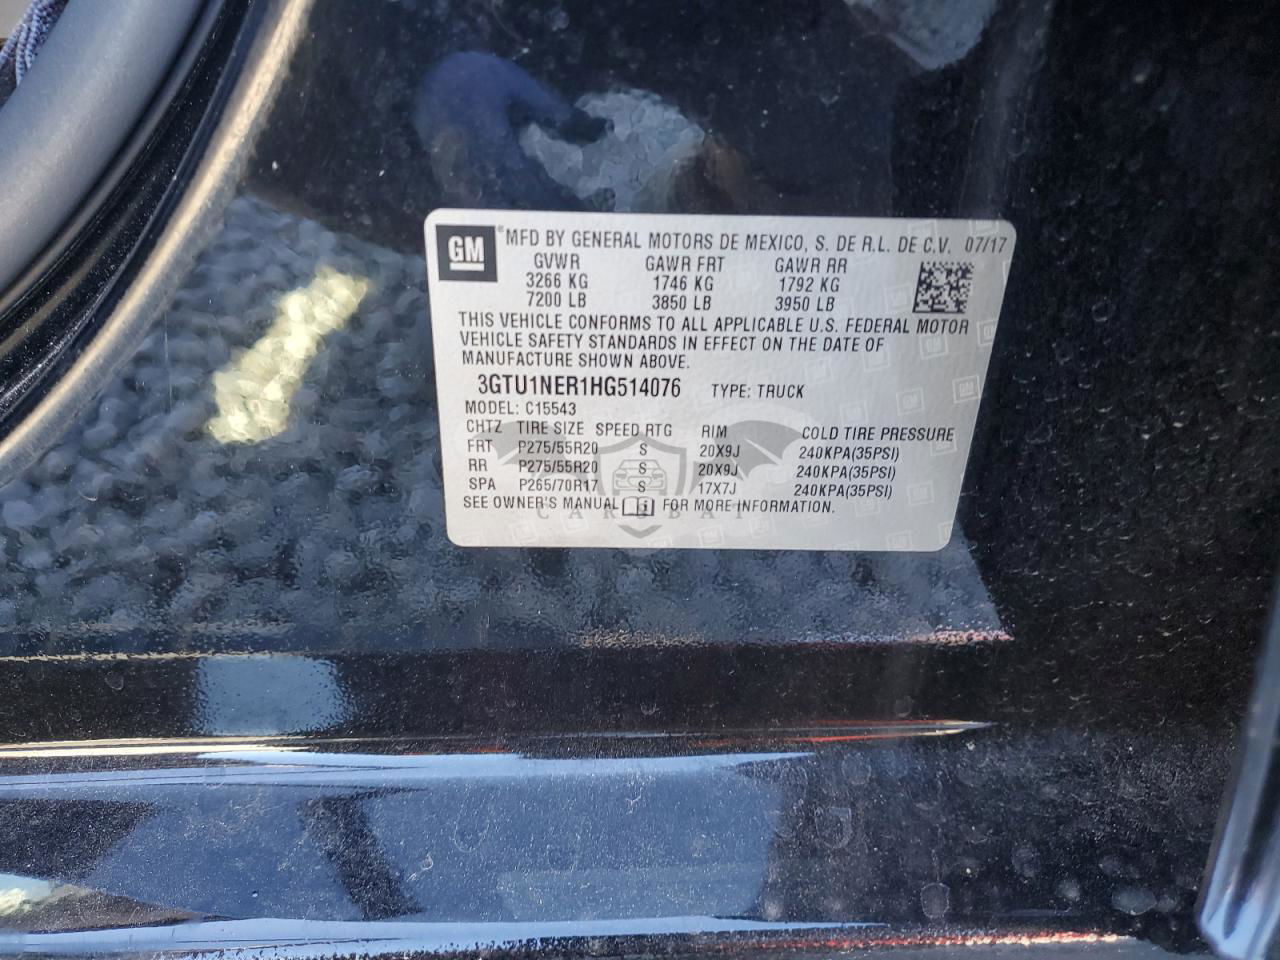 GM ® MFD BY GENERAL MOTORS DE MEXICO, S. DE R.L. DE C.V. 07/17
GVWR GAWR FRT GAWR RR
3266 KG 1746 KG 1792 KG
7200 LB 3850 LB 3950 LB
THIS VEHICLE CONFORMS TO ALL APPLICABLE U.S. FEDERAL MOTOR
VEHICLE SAFETY STANDARDS IN EFFECT ON THE DATE OF
MANUFACTURE SHOWN ABOVE.
3GTU1NER1HG514076 TYPE: TRUCK
MODEL: C15543
CHTZ TIRE SIZE SPEED RTG RIM COLD TIRE PRESSURE
FRT P275/55R20 S 20X9J 240KPA(35PSI)
RR P275/55R20 S 20X9J 240KPA(35PSI)
SPA P265/70R17 S 17X7J 240KPA(35PSI)
SEE OWNER'S MANUAL i FOR MORE INFORMATION.
CARSBAT